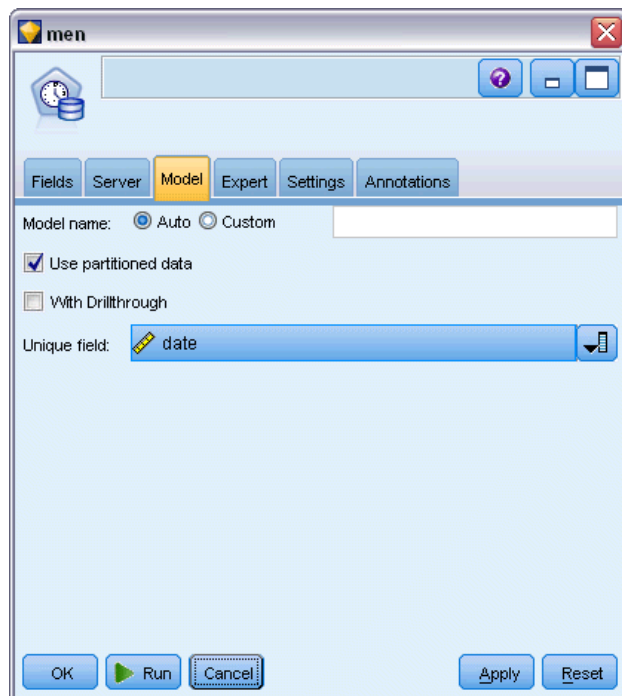 men
Fields Server Model Expert Settings Annotations
Model name: Auto Custom
Use partitioned data
With Drillthrough
Unique field: date
OK Run Cancel Apply Reset